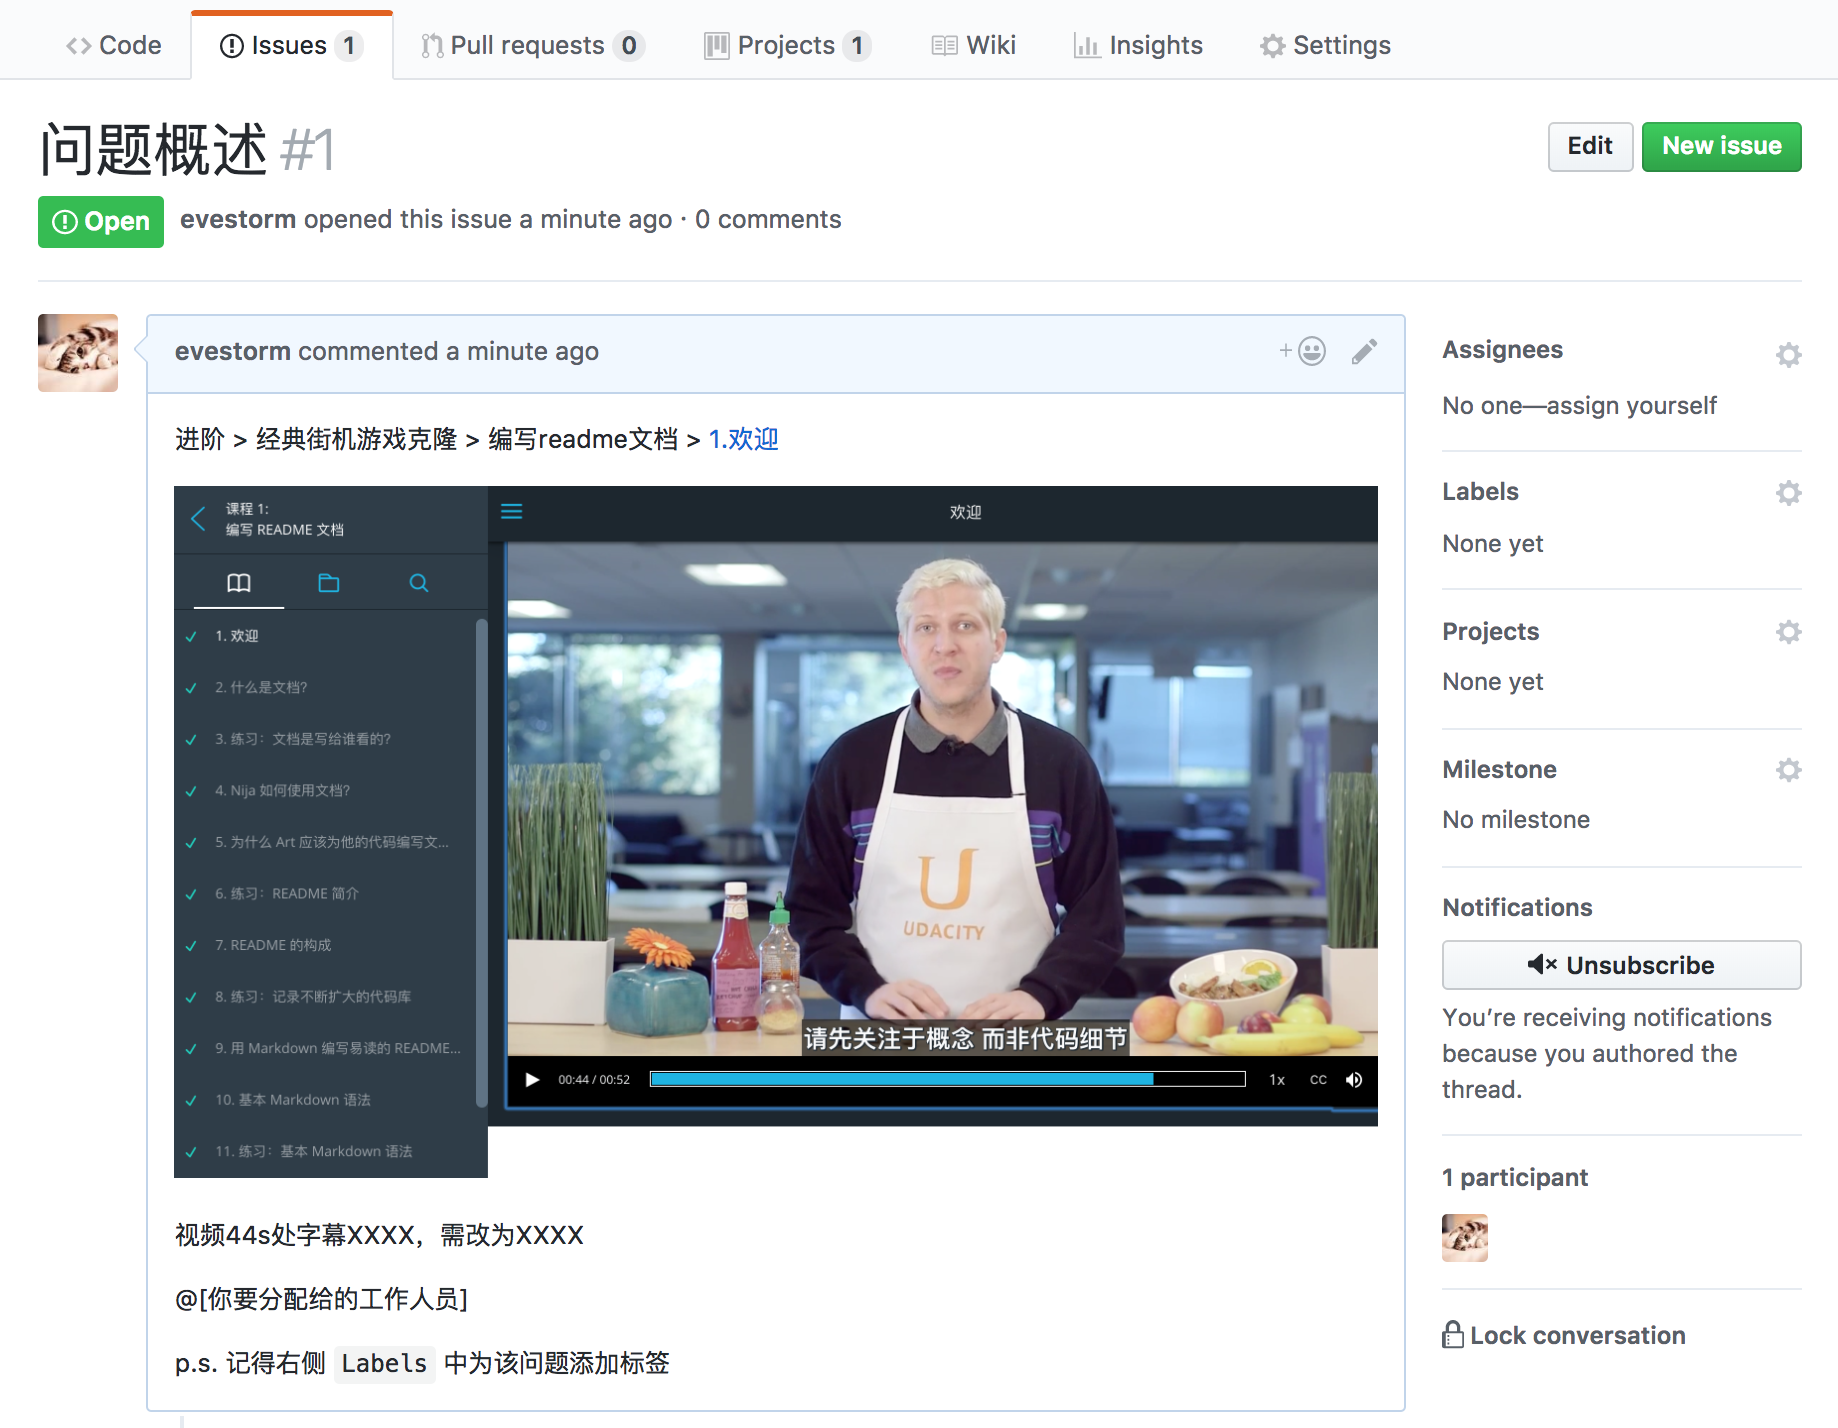 Code Issues 1 Pull requests 0 Projects 1 Wiki Insights Settings
问题概述 #1
Edit New issue
Open evestorm opened this issue a minute ago · 0 comments
evestorm commented a minute ago
进阶 > 经典街机游戏克隆 > 编写readme文档 > 1.欢迎
课程 1:
编写 README 文档
欢迎
1. 欢迎
2. 什么是文档?
3. 练习：文档是写给谁看的?
4. Nija 如何使用文档?
5. 为什么 Art 应该为他的代码编写文...
6. 练习：README 简介
7. README 的构成
8. 练习：记录不断扩大的代码库
9. 用 Markdown 编写易读的 README...
10. 基本 Markdown 语法
11. 练习：基本 Markdown 语法
U
UDACITY
请先关注于概念 而非代码细节
00:44 / 00:52 1x CC
视频44s处字幕XXXX，需改为XXXX
@[你要分配给的工作人员]
p.s. 记得右侧 Labels 中为该问题添加标签
Assignees
No one—assign yourself
Labels
None yet
Projects
None yet
Milestone
No milestone
Notifications
Unsubscribe
You’re receiving notifications
because you authored the
thread.
1 participant
Lock conversation